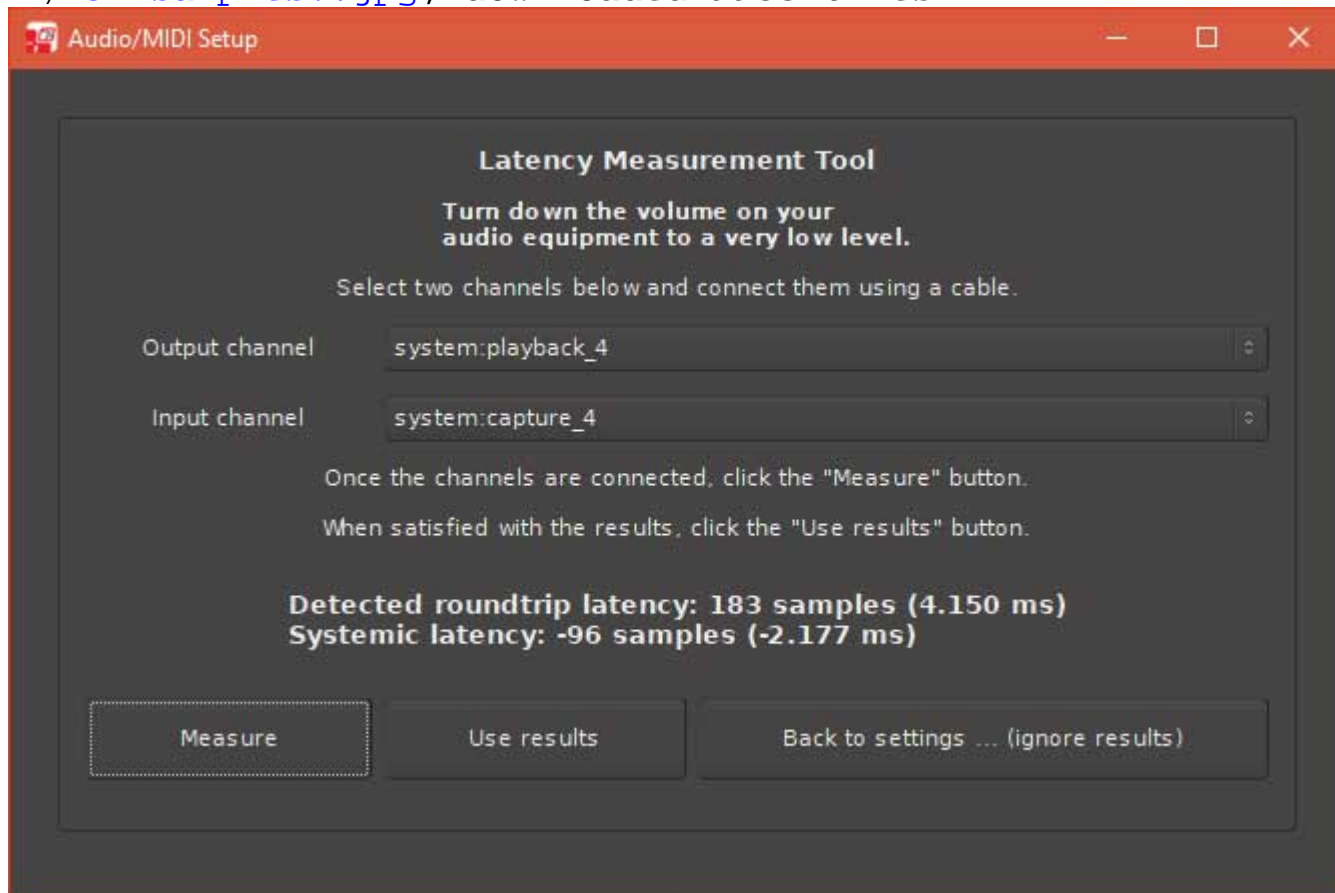 Audio/MIDI Setup
Latency Measurement Tool
Turn down the volume on your
audio equipment to a very low level.
Select two channels below and connect them using a cable.
Output channel system:playback_4
Input channel system:capture_4
Once the channels are connected, click the "Measure" button.
When satisfied with the results, click the "Use results" button.
Detected roundtrip latency: 183 samples (4.150 ms)
Systemic latency: -96 samples (-2.177 ms)
Measure Use results Back to settings ... (ignore results)